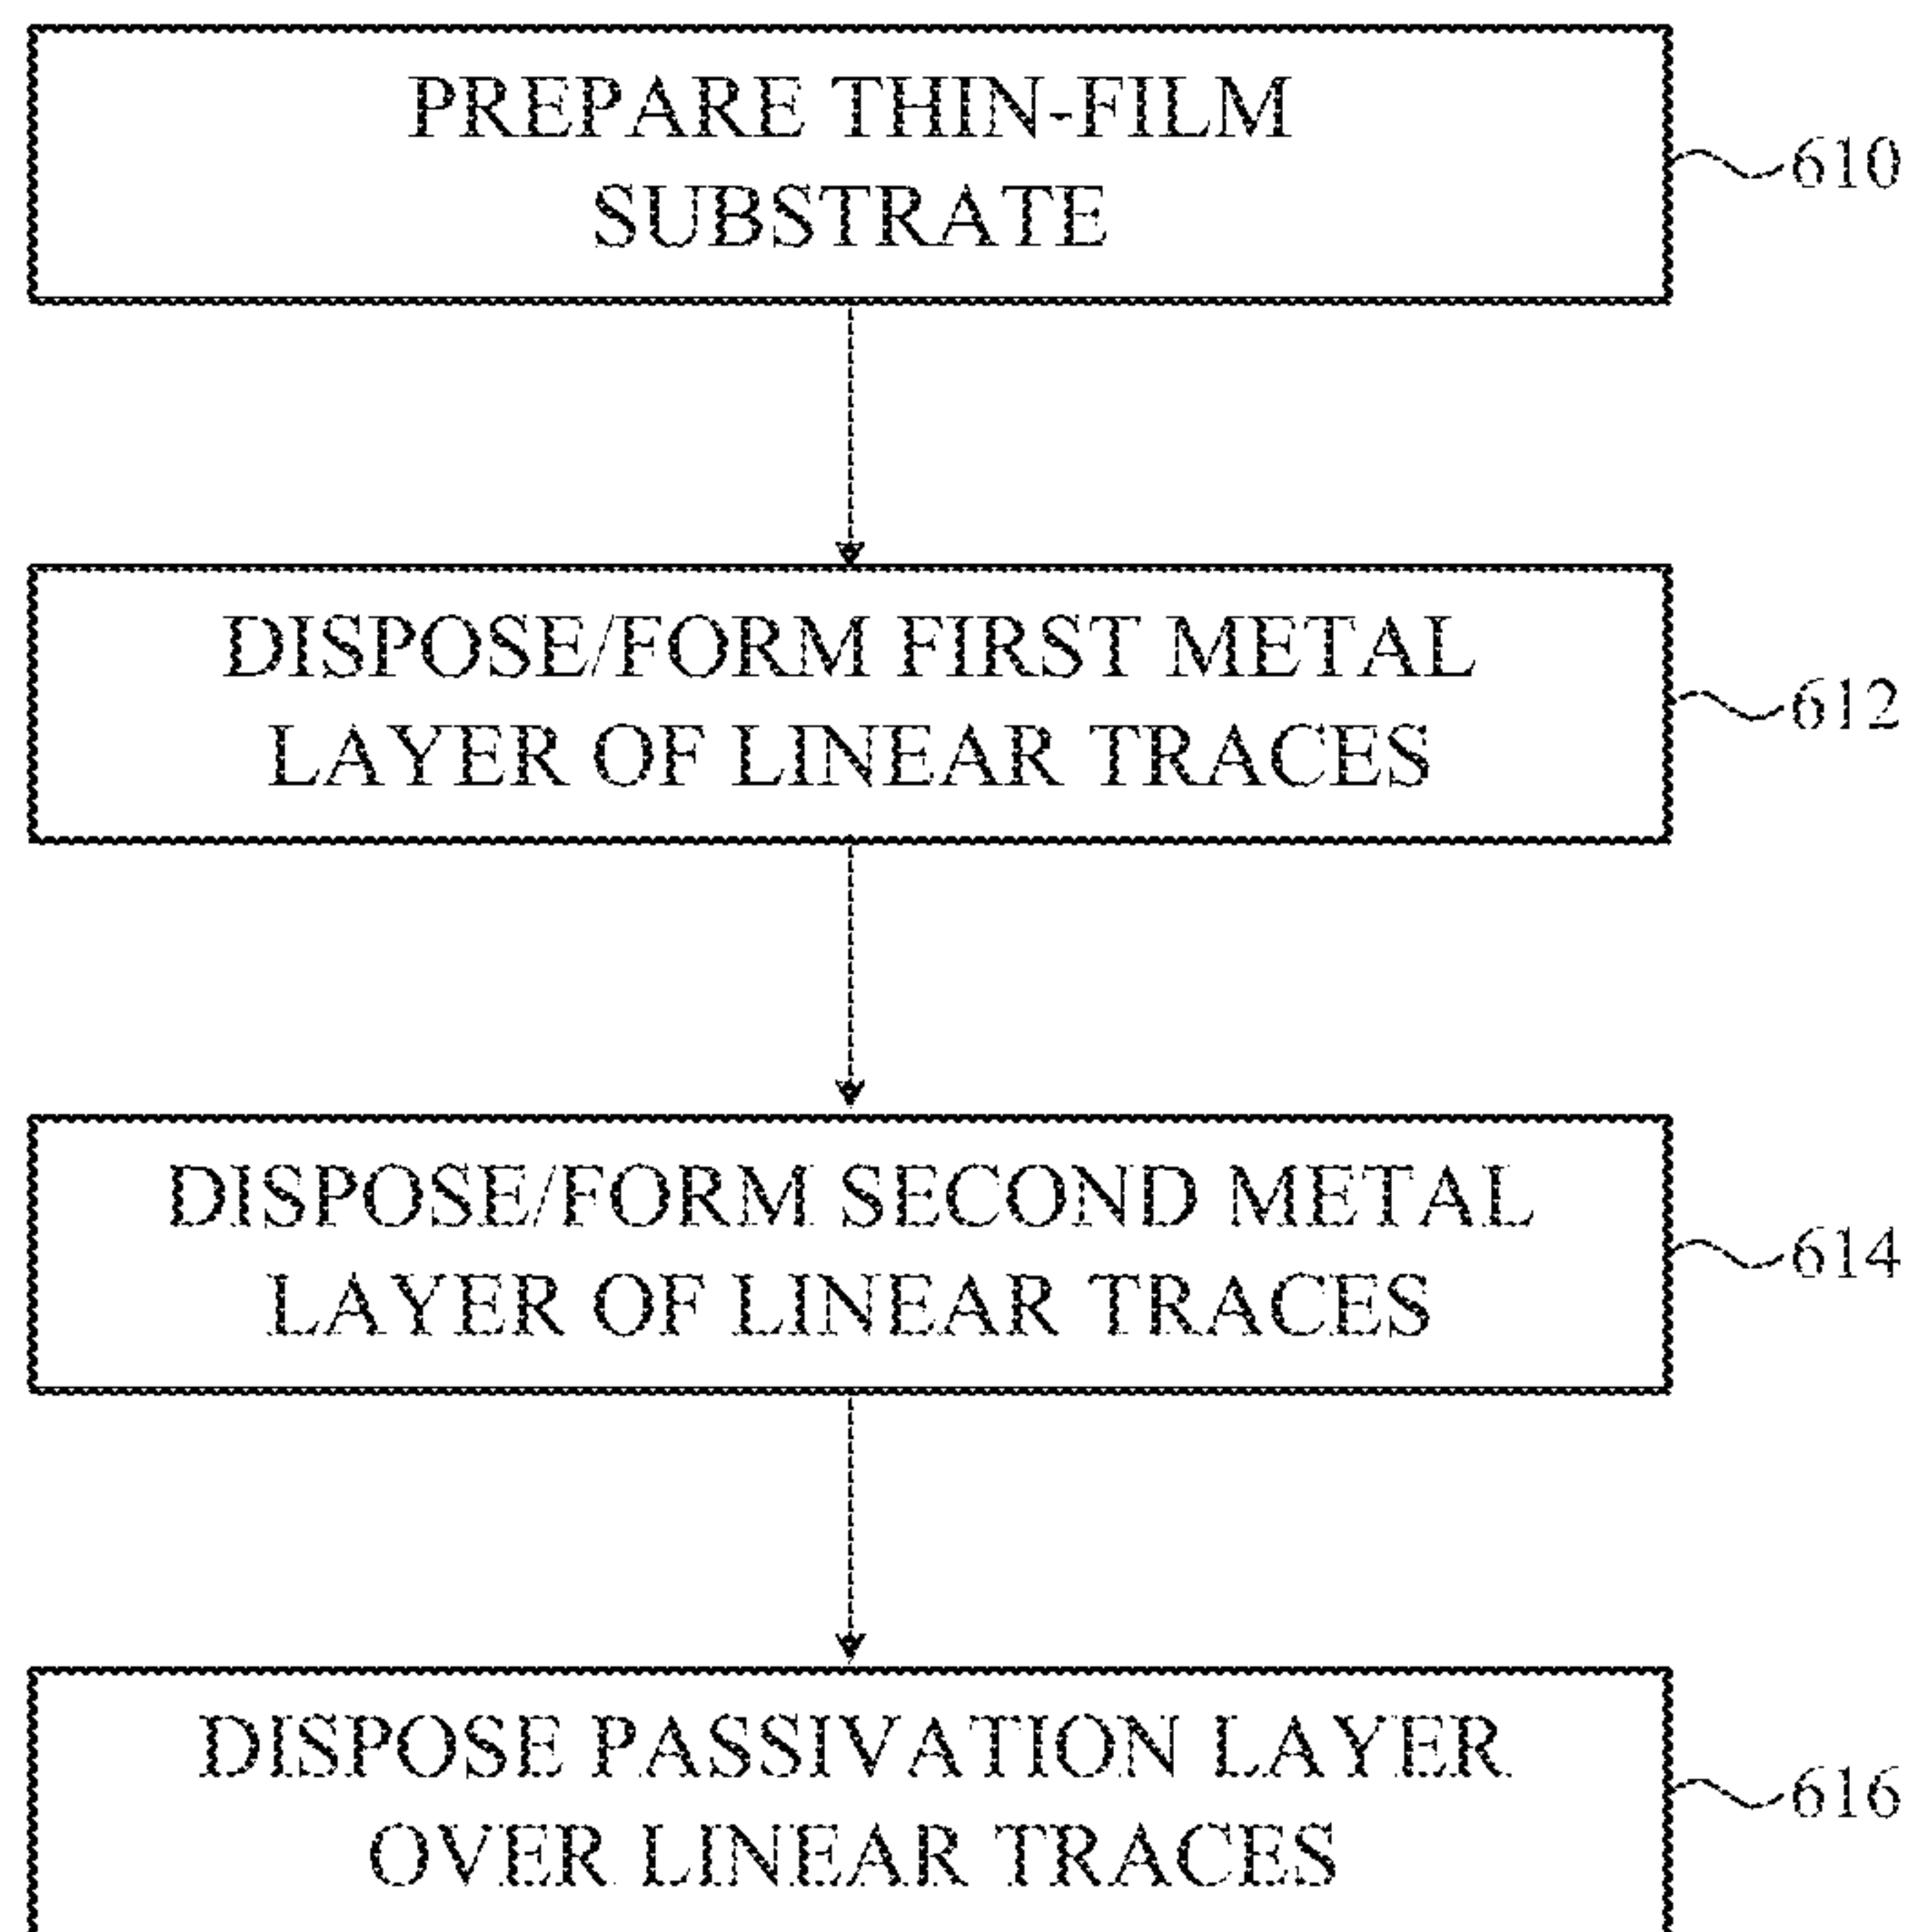 PREPARE THIN-FILM
SUBSTRATE
610
DISPOSE/FORM FIRST METAL
LAYER OF LINEAR TRACES
612
DISPOSE/FORM SECOND METAL
LAYER OF LINEAR TRACES
614
DISPOSE PASSIVATION LAYER
OVER LINEAR TRACES
616